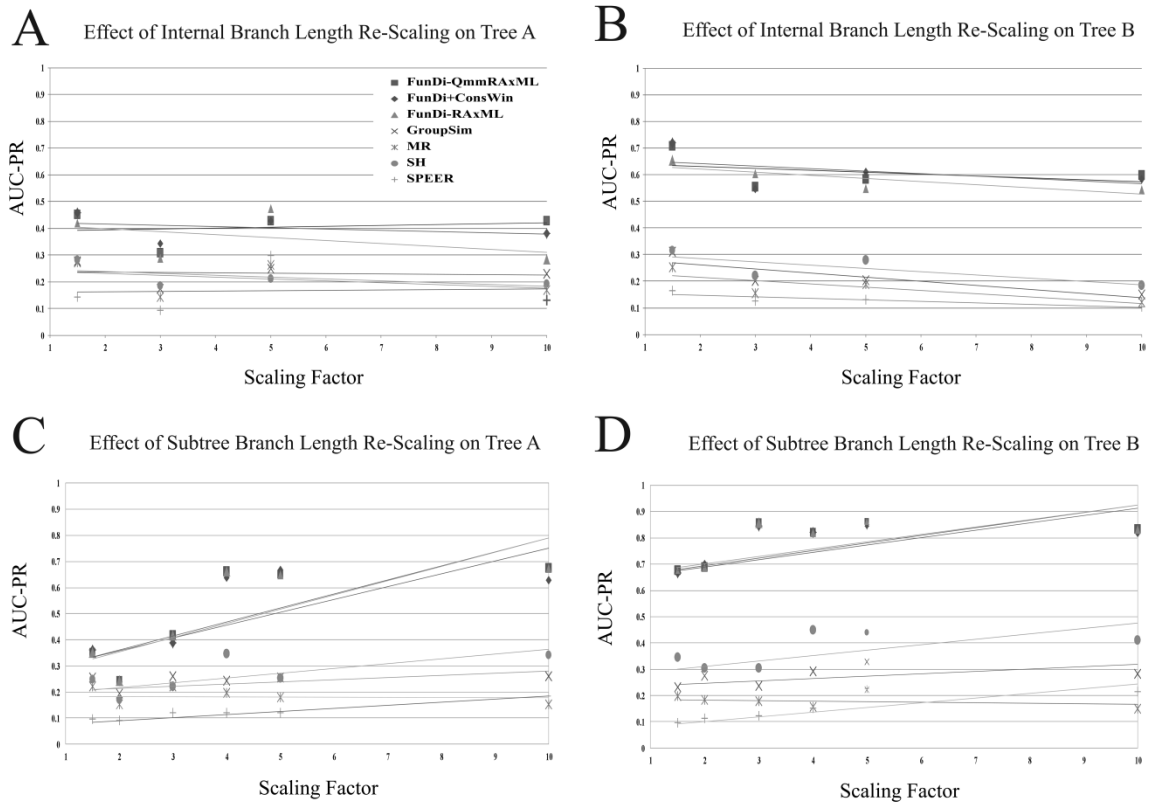 A
Effect of Internal Branch Length Re-Scaling on Tree A
AUC-PR
1
0.9
0.8
0.7
0.6
0.5
0.4
0.3
0.2
0.1
0
FunDi-QmmRAxML
FunDi+ConsWin
FunDi-RAxML
GroupSim
MR
SH
SPEER
1 2 3 4 5 6 7 8 9 10
Scaling Factor
B
Effect of Internal Branch Length Re-Scaling on Tree B
AUC-PR
1
0.9
0.8
0.7
0.6
0.5
0.4
0.3
0.2
0.1
0
1 2 3 4 5 6 7 8 9 10
Scaling Factor
C
Effect of Subtree Branch Length Re-Scaling on Tree A
AUC-PR
1
0.9
0.8
0.7
0.6
0.5
0.4
0.3
0.2
0.1
0
1 2 3 4 5 6 7 8 9 10
Scaling Factor
D
Effect of Subtree Branch Length Re-Scaling on Tree B
AUC-PR
1
0.9
0.8
0.7
0.6
0.5
0.4
0.3
0.2
0.1
0
1 2 3 4 5 6 7 8 9 10
Scaling Factor